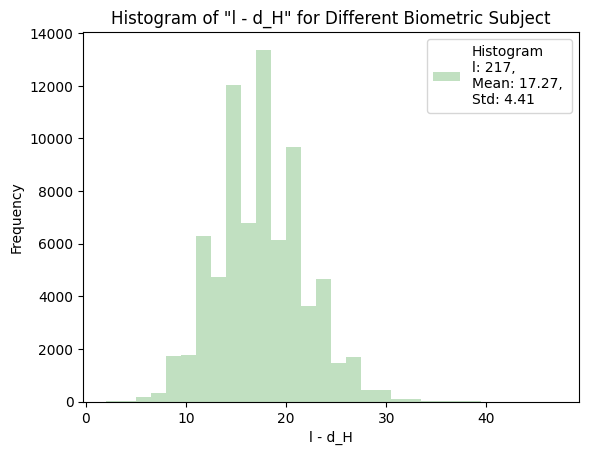 Histogram of "l - d_H" for Different Biometric Subject
Histogram
l: 217,
Mean: 17.27,
Std: 4.41
14000
12000
10000
8000
6000
4000
2000
0
Frequency
0 10 20 30 40
l - d_H